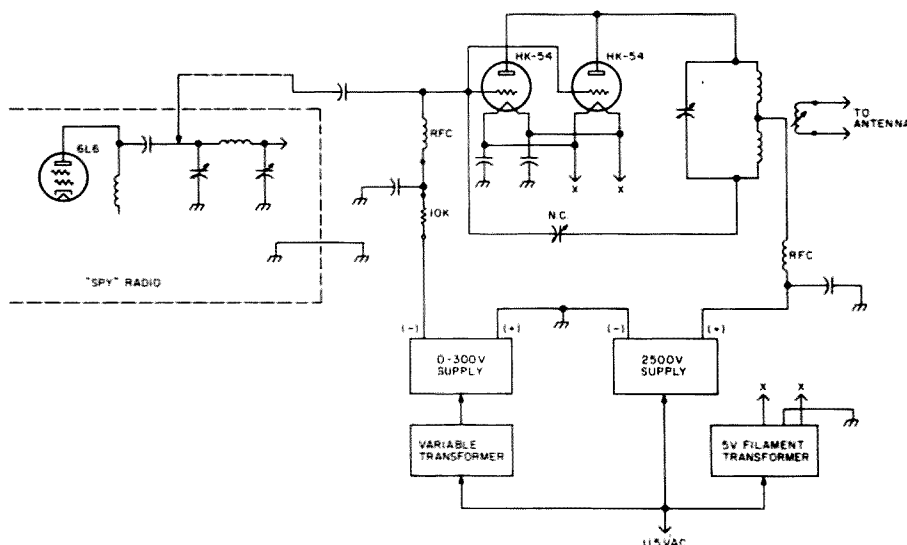 HK-54
HK-54
6L6
RFC
TO
ANTENNA
10K
N.C.
"SPY" RADIO
RFC
(-)
(+)
(-)
(+)
0-300V
SUPPLY
2500V
SUPPLY
X
X
X
X
VARIABLE
TRANSFORMER
5V FILAMENT
TRANSFORMER
115VAC